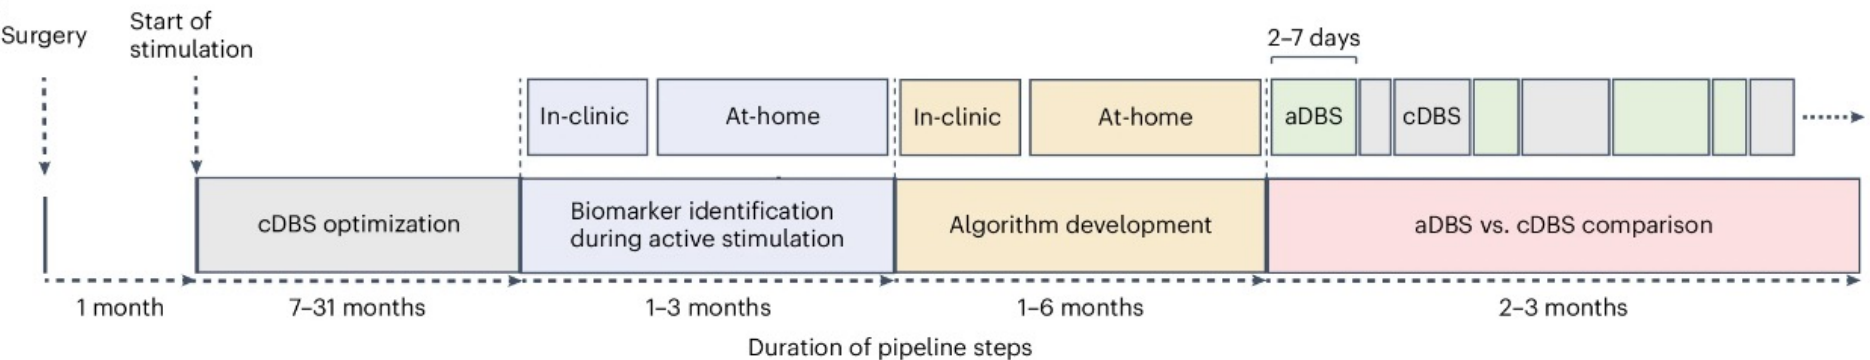 Surgery
Start of
stimulation
2–7 days
In-clinic
At-home
In-clinic
At-home
aDBS
cDBS
cDBS optimization
Biomarker identification
during active stimulation
Algorithm development
aDBS vs. cDBS comparison
1 month
7–31 months
1–3 months
1–6 months
2–3 months
Duration of pipeline steps